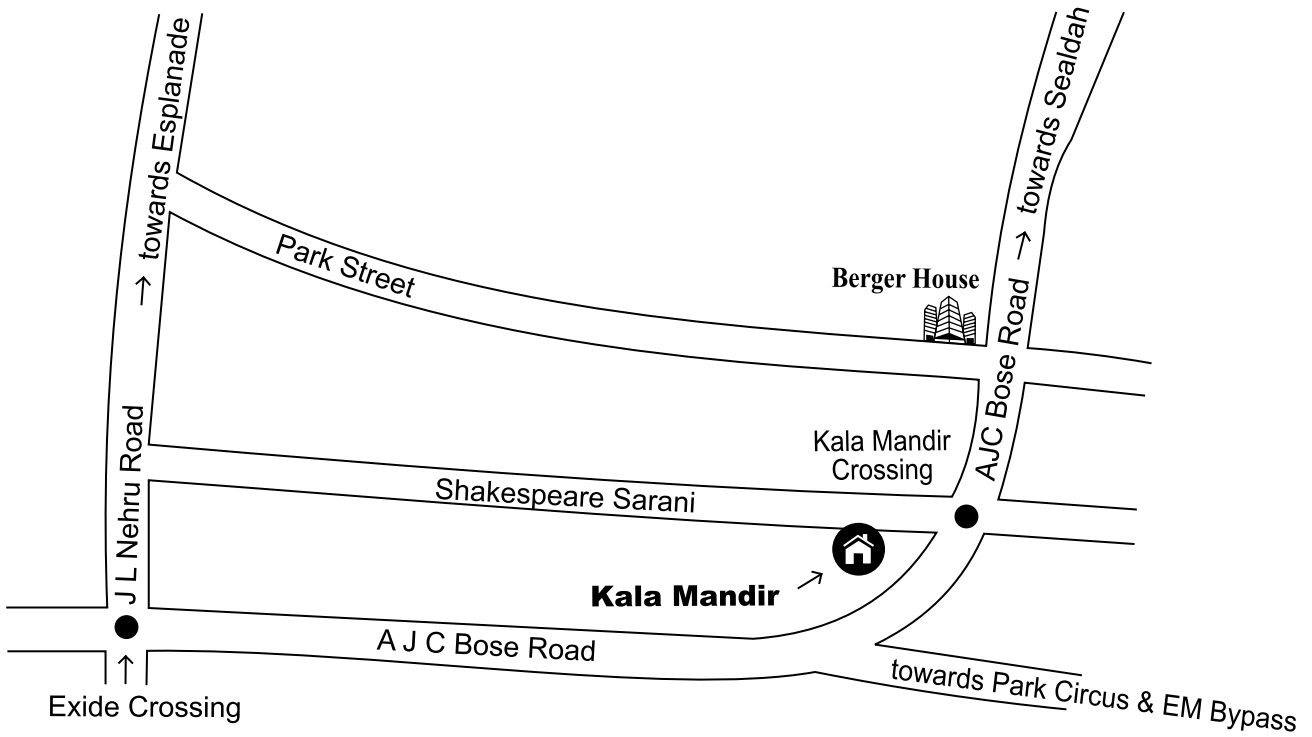 → towards Esplanade
→ towards Sealdah
Park Street
Berger House
J L Nehru Road
AJC Bose Road
Kala Mandir
Crossing
Shakespeare Sarani
Kala Mandir →
A J C Bose Road
towards Park Circus & EM Bypass
Exide Crossing